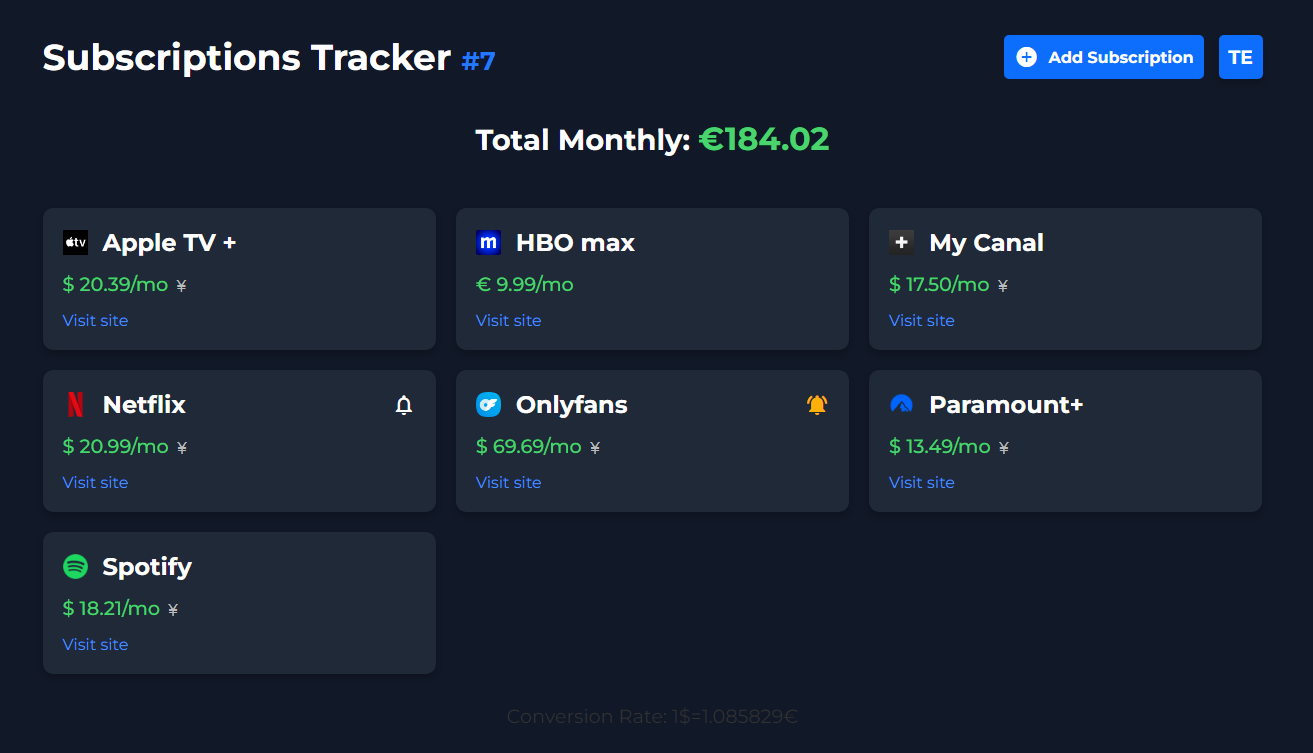 Subscriptions Tracker #7
Add Subscription
TE
Total Monthly: €184.02
tv Apple TV +
$ 20.39/mo ¥
Visit site
m HBO max
€ 9.99/mo
Visit site
+ My Canal
$ 17.50/mo ¥
Visit site
N Netflix
$ 20.99/mo ¥
Visit site
Onlyfans
$ 69.69/mo ¥
Visit site
Paramount+
$ 13.49/mo ¥
Visit site
Spotify
$ 18.21/mo ¥
Visit site
Conversion Rate: 1$=1.085829€